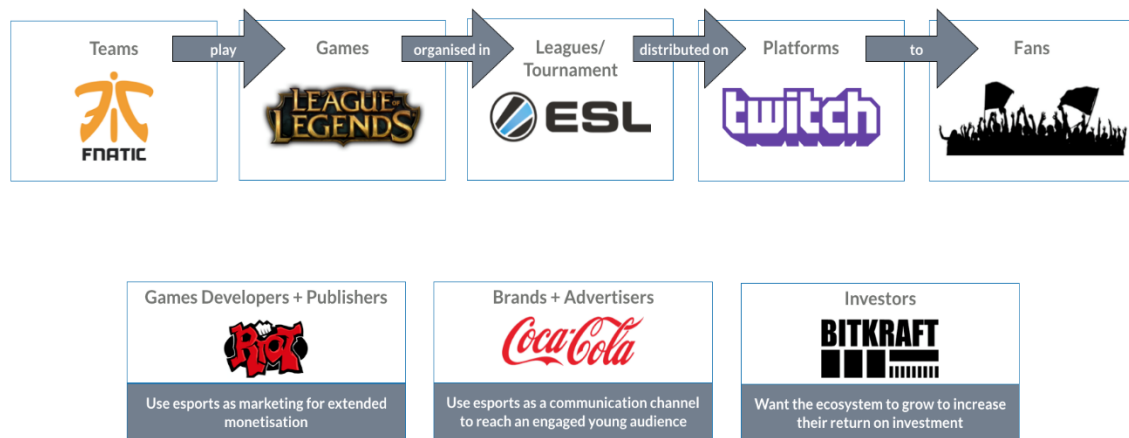 Teams
play
Games
organised in
Leagues/
Tournament
distributed on
Platforms
to
Fans
FNATIC
LEAGUE OF
LEGENDS
ESL
twitch
Games Developers + Publishers
Brands + Advertisers
Investors
RIOT
Coca-Cola
BITKRAFT
Use esports as marketing for extended
monetisation
Use esports as a communication channel
to reach an engaged young audience
Want the ecosystem to grow to increase
their return on investment